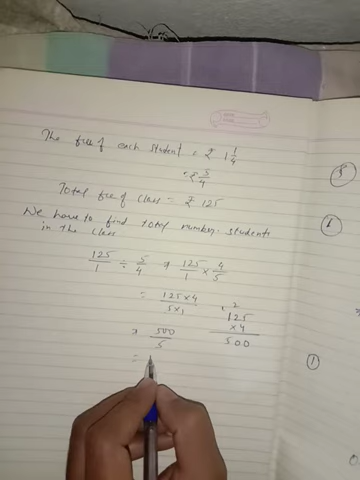 The fee of each student = ₹ 1 1/4
= ₹ 5/4
Total fee of class = ₹ 125
We have to find total number students
in the class
125/1 ÷ 5/4 ⇒ 125/1 × 4/5
= 125×4/5×1
⇒ 500/5
=
1 2
125
×4
500